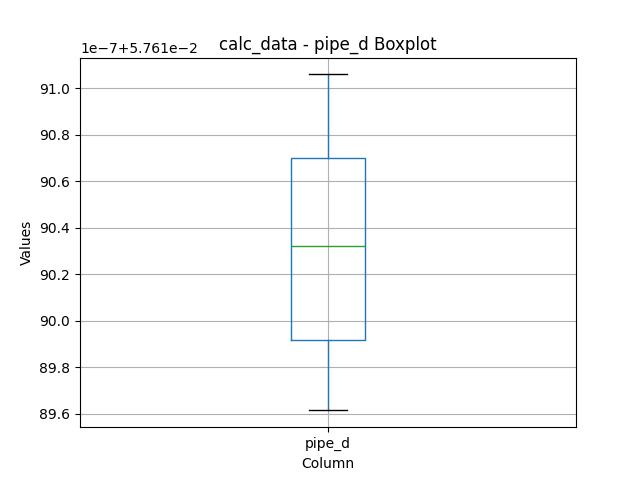 calc_data - pipe_d Boxplot
1e−7+5.761e−2
91.0
90.8
90.6
90.4
90.2
90.0
89.8
89.6
Values
pipe_d
Column